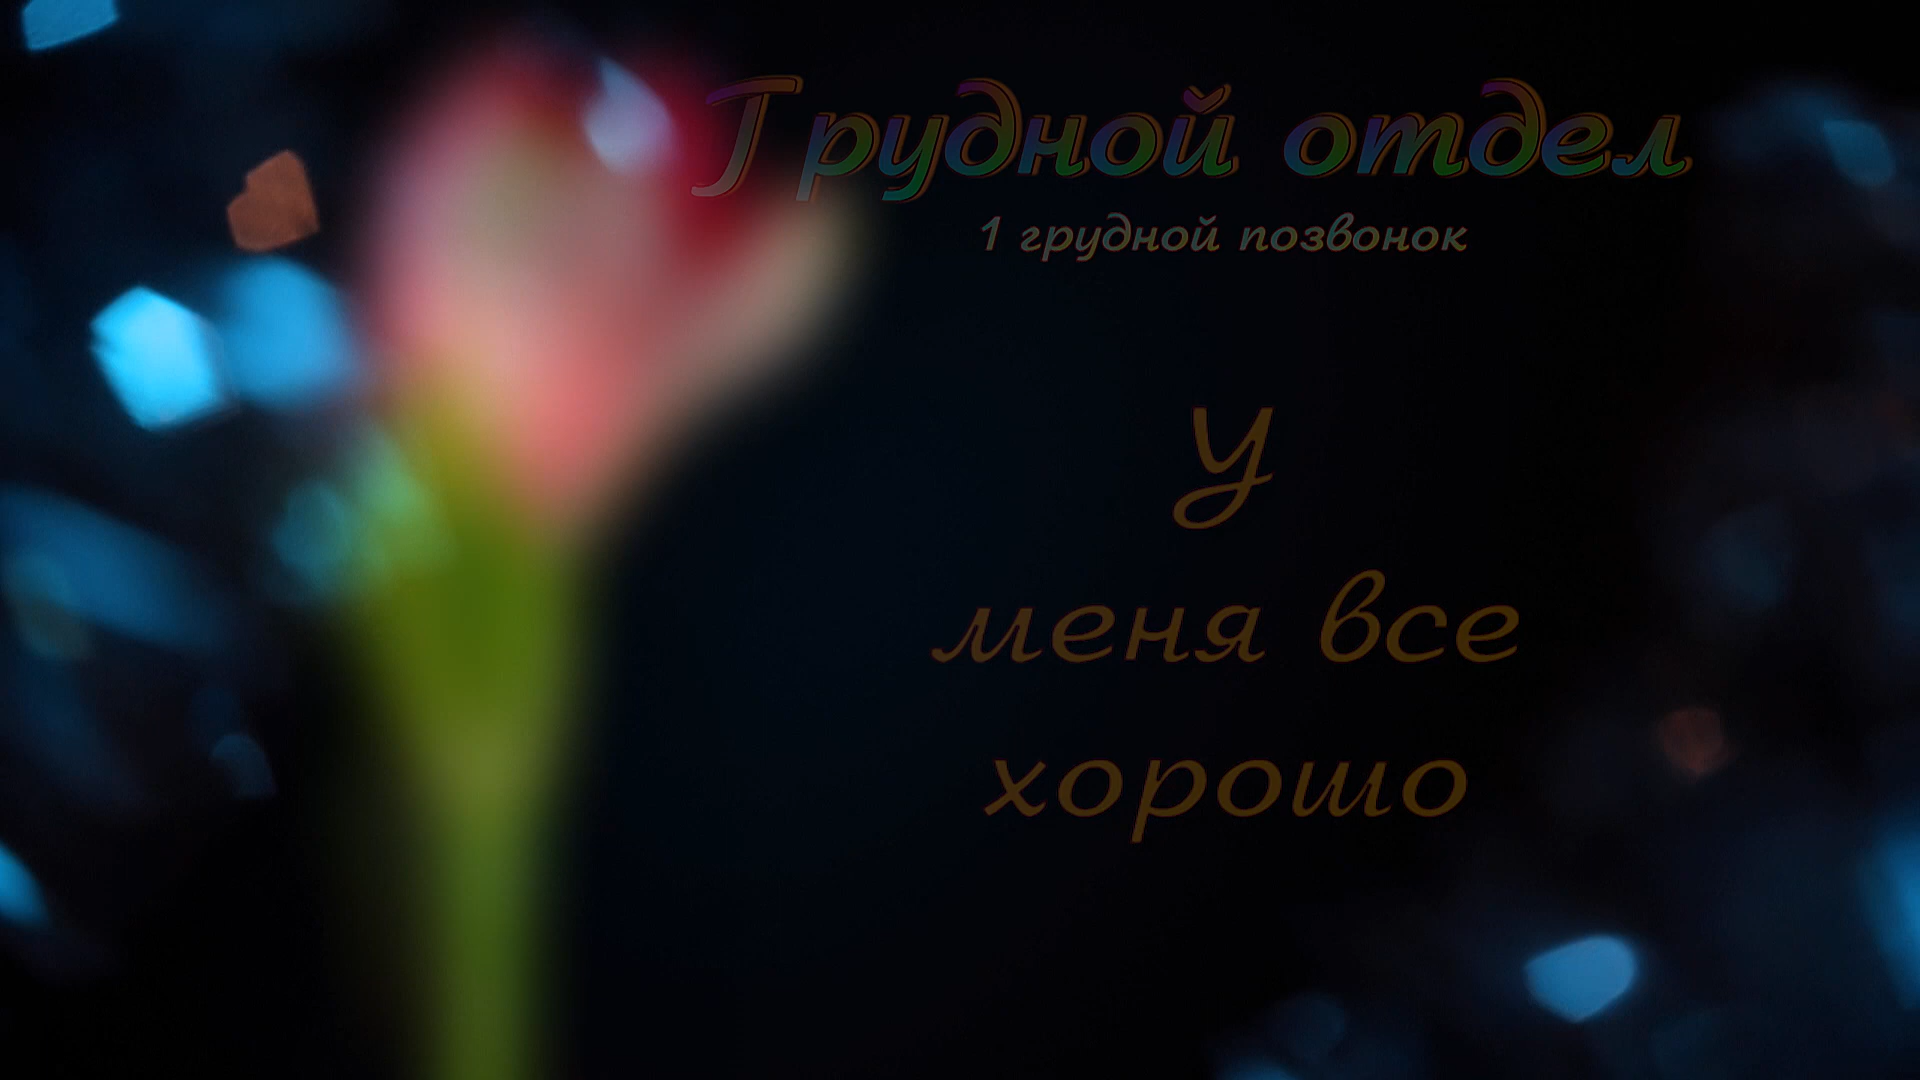 Грудной отдел
1 грудной позвонок
У
меня все
хорошо